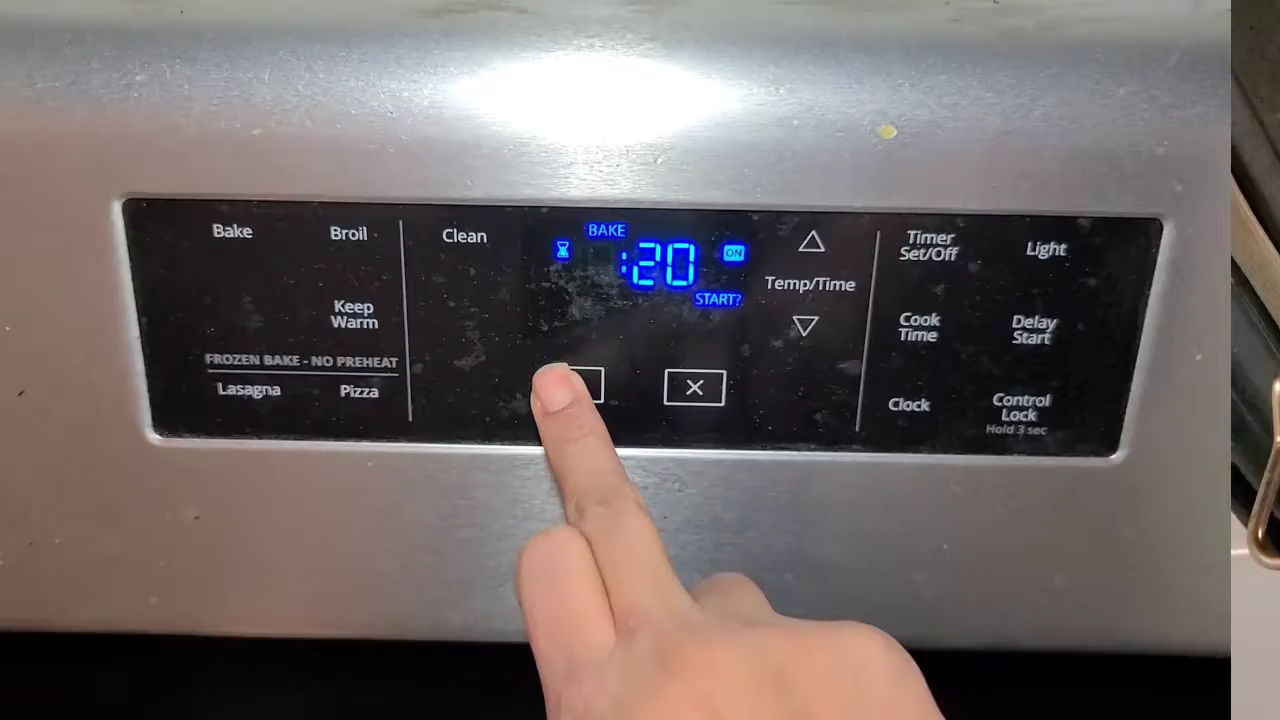 Bake
Broil
Keep
Warm
FROZEN BAKE - NO PREHEAT
Lasagna
Pizza
Clean
BAKE
:20
ON
START?
Temp/Time
Timer
Set/Off
Light
Cook
Time
Delay
Start
Clock
Control
Lock
Hold 3 sec